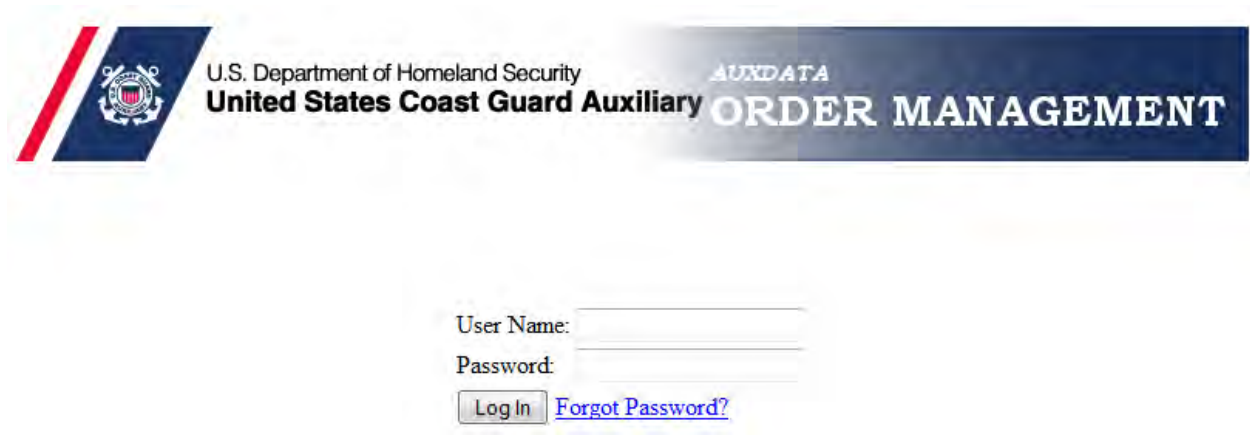 U.S. Department of Homeland Security
United States Coast Guard Auxiliary
AUXDATA
ORDER MANAGEMENT
User Name:
Password:
Log In Forgot Password?